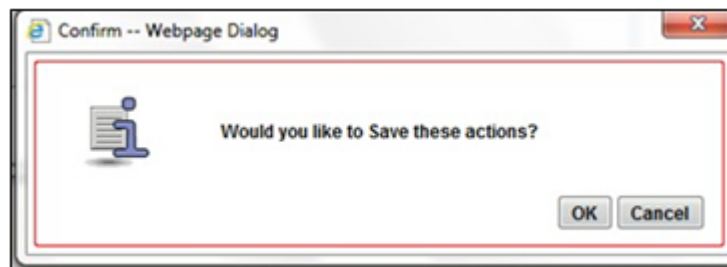 Confirm -- Webpage Dialog
Would you like to Save these actions?
OK Cancel